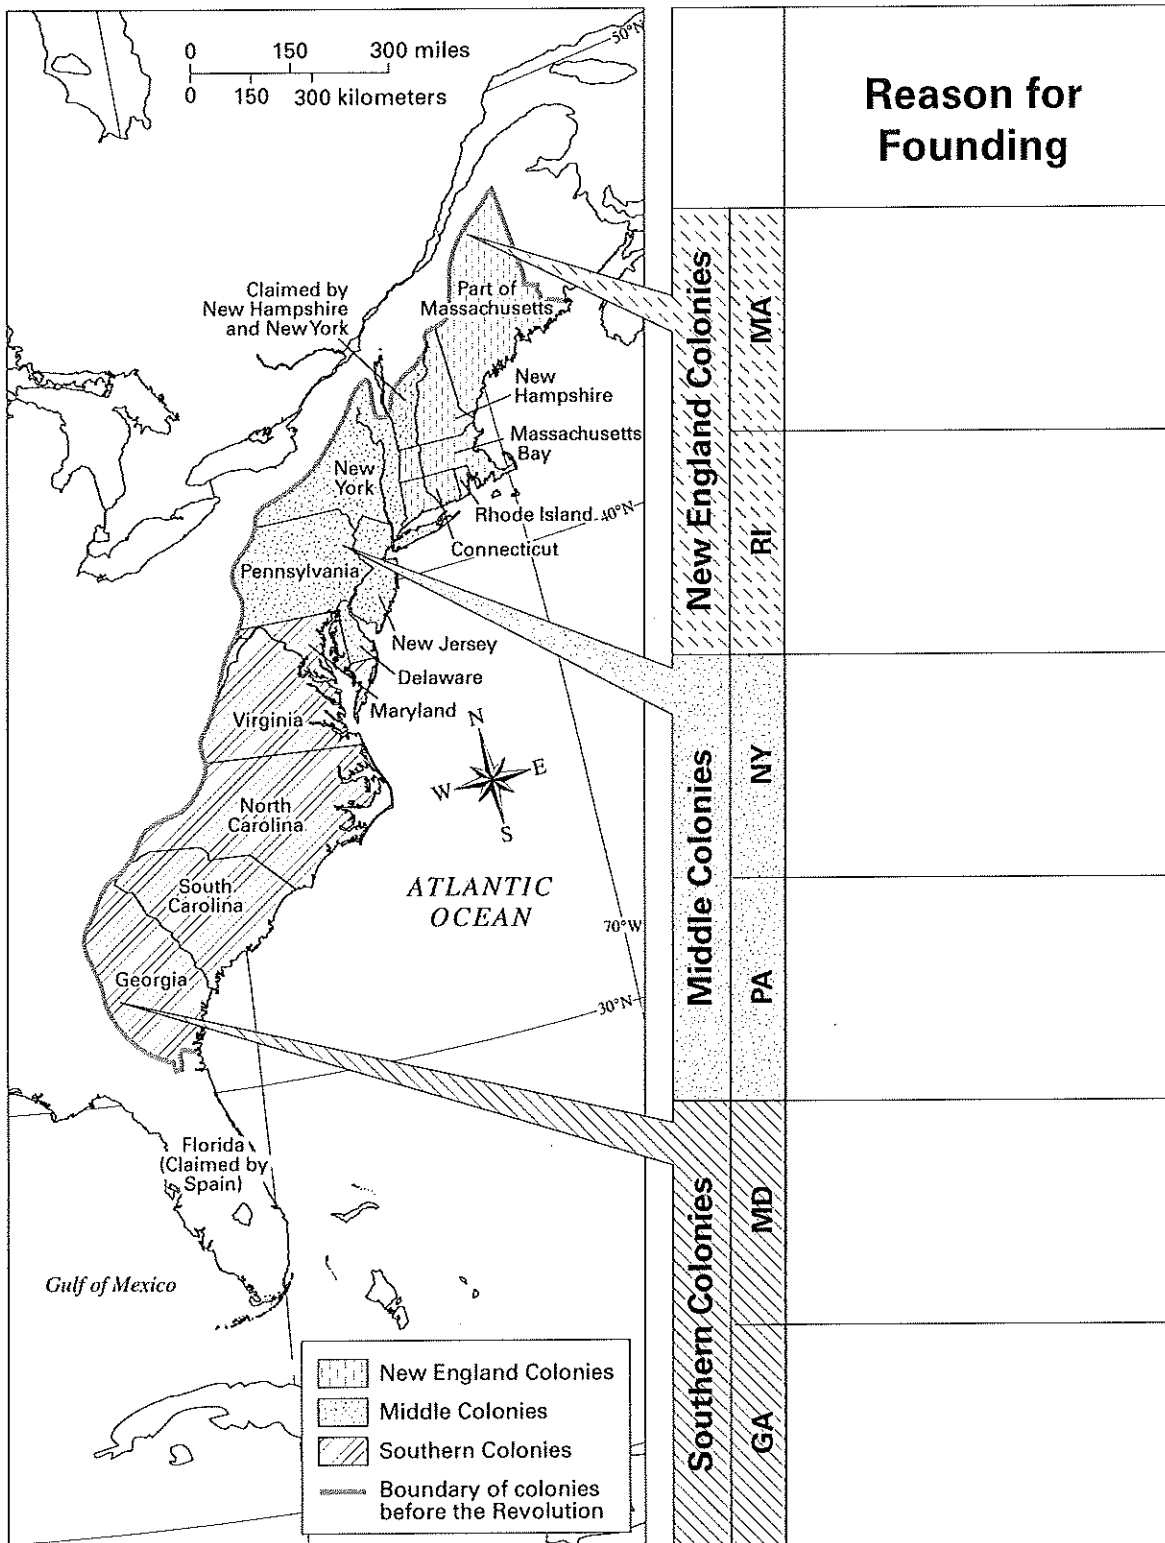 0 150 300 miles
0 150 300 kilometers
50°N
Claimed by
New Hampshire
and New York
Part of
Massachusetts
New
Hampshire
Massachusetts
Bay
New
York
Rhode Island
40°N
Connecticut
Pennsylvania
New Jersey
Delaware
Maryland
Virginia
N
W E
S
North
Carolina
ATLANTIC
OCEAN
South
Carolina
70°W
Georgia
30°N
Florida
(Claimed by
Spain)
Gulf of Mexico
New England Colonies
Middle Colonies
Southern Colonies
Boundary of colonies
before the Revolution
Reason for
Founding
New England Colonies
MA
RI
Middle Colonies
NY
PA
Southern Colonies
MD
GA